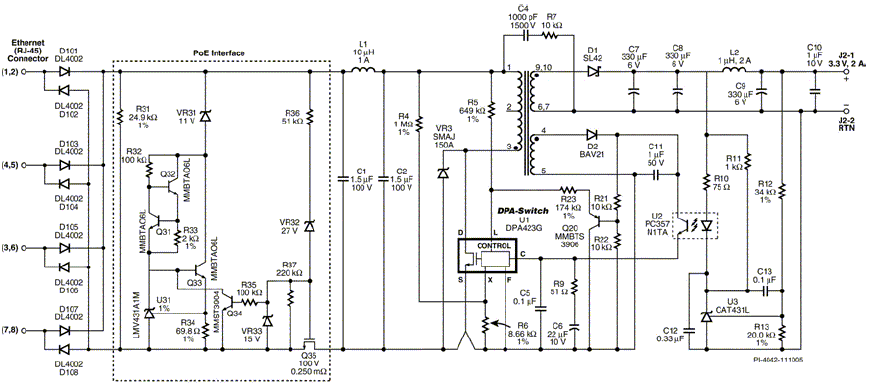 Ethernet
(RJ-45)
Connector
(1,2)
D101
DL4002
DL4002
D102
(4,5)
D103
DL4002
DL4002
D104
(3,6)
D105
DL4002
DL4002
D106
(7,8)
D107
DL4002
DL4002
D108
PoE Interface
R31
24.9 kΩ
1%
VR31
11 V
R36
51 kΩ
R32
100 kΩ
Q32
MMBTA06L
MMBTAO6L
Q31
R33
2 kΩ
1%
MMBTAO6L
Q33
VR32
27 V
R37
220 kΩ
R35
100 kΩ
U31
1%
LMV431A1M
R34
69.8 Ω
1%
MMST3904
Q34
VR33
15 V
Q35
100 V
0.250 mΩ
L1
10 µH
1 A
C1
1.5 µF
100 V
C2
1.5 µF
100 V
R4
1 MΩ
1%
VR3
SMAJ
150A
C4
1000 pF
1500 V
R7
10 kΩ
R5
649 kΩ
1%
1
2
3
9,10
6,7
4
5
D1
SL42
D2
BAV21
C7
330 µF
6 V
C8
330 µF
6 V
L2
1 µH, 2 A
C9
330 µF
6 V
C10
1 µF
10 V
J2-1
3.3 V, 2 A
+
–
J2-2
RTN
C11
1 µF
50 V
R23
174 kΩ
1%
R21
10 kΩ
Q20
MMBTS
3906
R22
10 kΩ
DPA-Switch
U1
DPA423G
D
L
CONTROL
C
S
X
F
R6
8.66 kΩ
1%
C5
0.1 µF
R9
51 Ω
C6
22 µF
10 V
U2
PC357
N1TA
R10
75 Ω
R11
1 kΩ
R12
34 kΩ
1%
C13
0.1 µF
U3
CAT431L
C12
0.33 µF
R13
20.0 kΩ
1%
PI-4042-111005